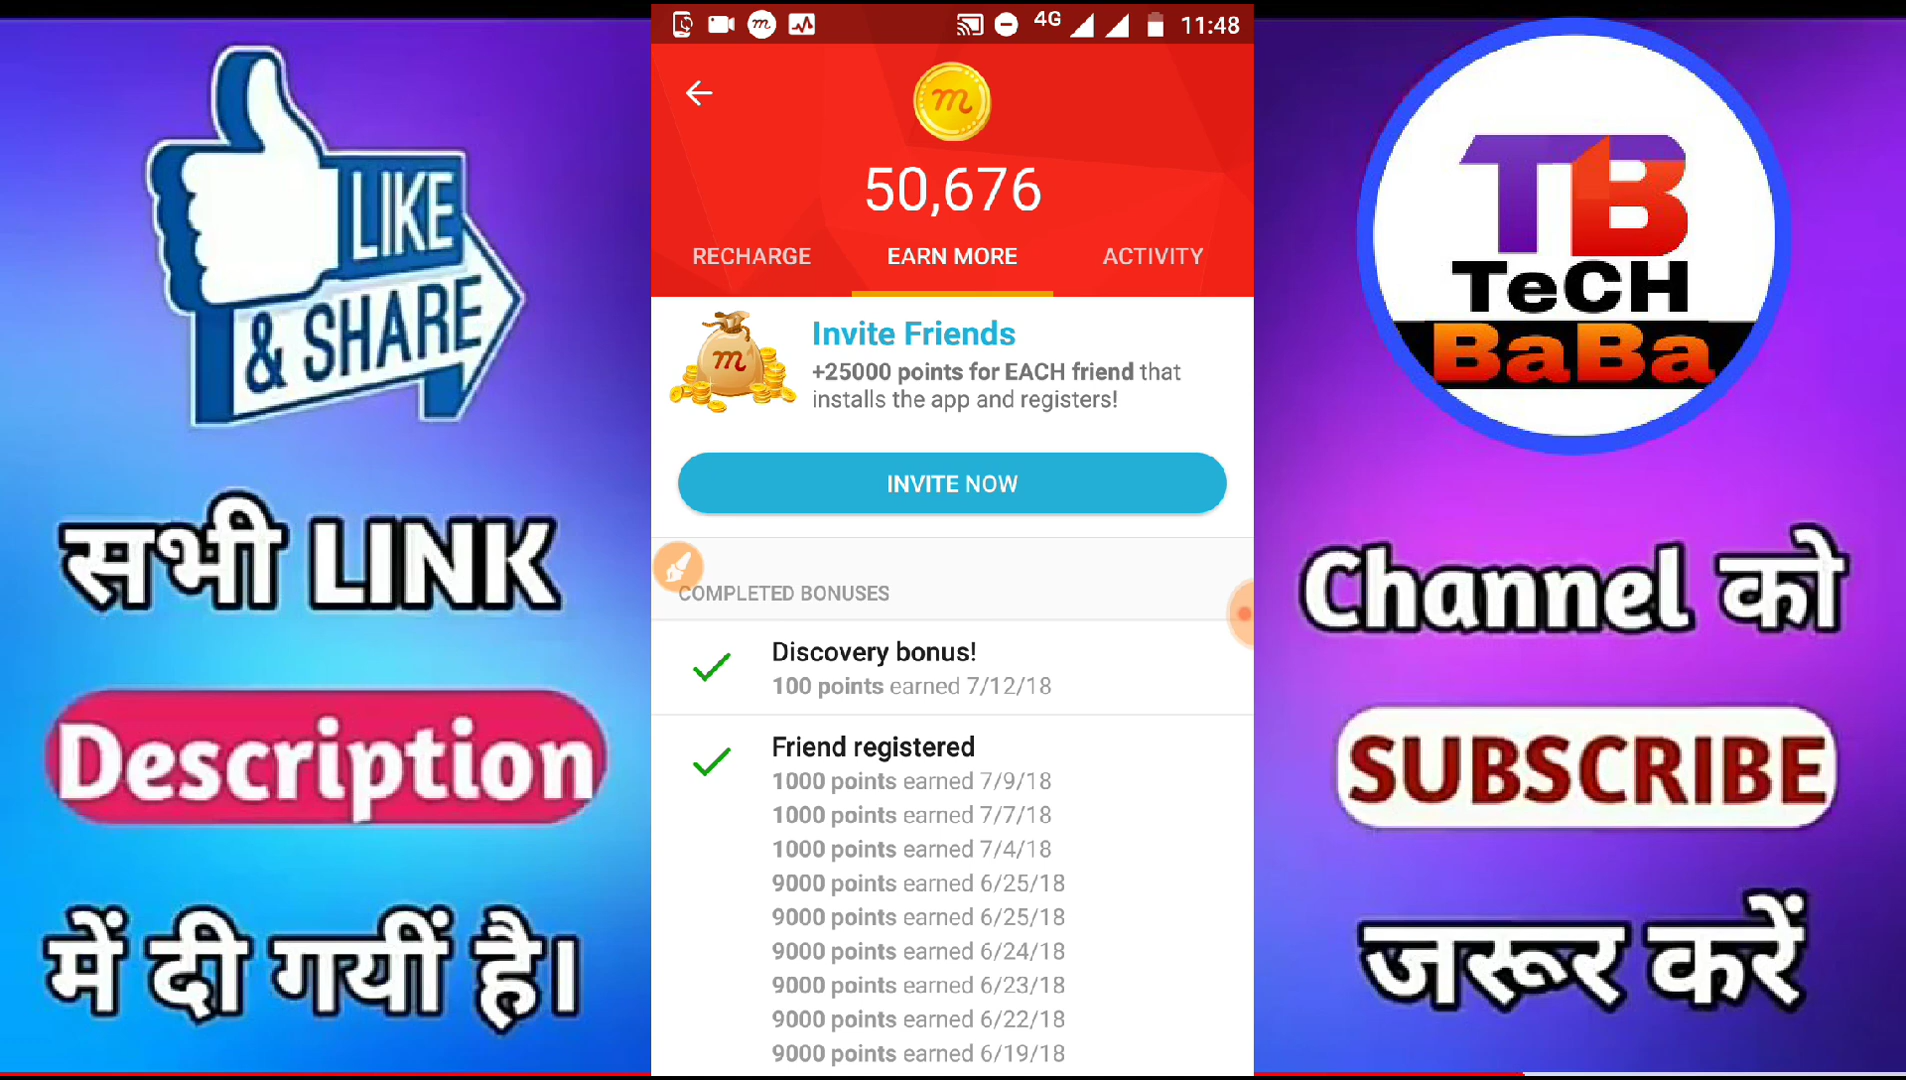 LIKE
& SHARE
सभी LINK
Description
में दी गयीं है।
4G
11:48
m
50,676
RECHARGE
EARN MORE
ACTIVITY
m
Invite Friends
+25000 points for EACH friend that
installs the app and registers!
INVITE NOW
COMPLETED BONUSES
Discovery bonus!
100 points earned 7/12/18
Friend registered
1000 points earned 7/9/18
1000 points earned 7/7/18
1000 points earned 7/4/18
9000 points earned 6/25/18
9000 points earned 6/25/18
9000 points earned 6/24/18
9000 points earned 6/23/18
9000 points earned 6/22/18
9000 points earned 6/19/18
TB
TeCH
BaBa
Channel को
SUBSCRIBE
जरूर करें